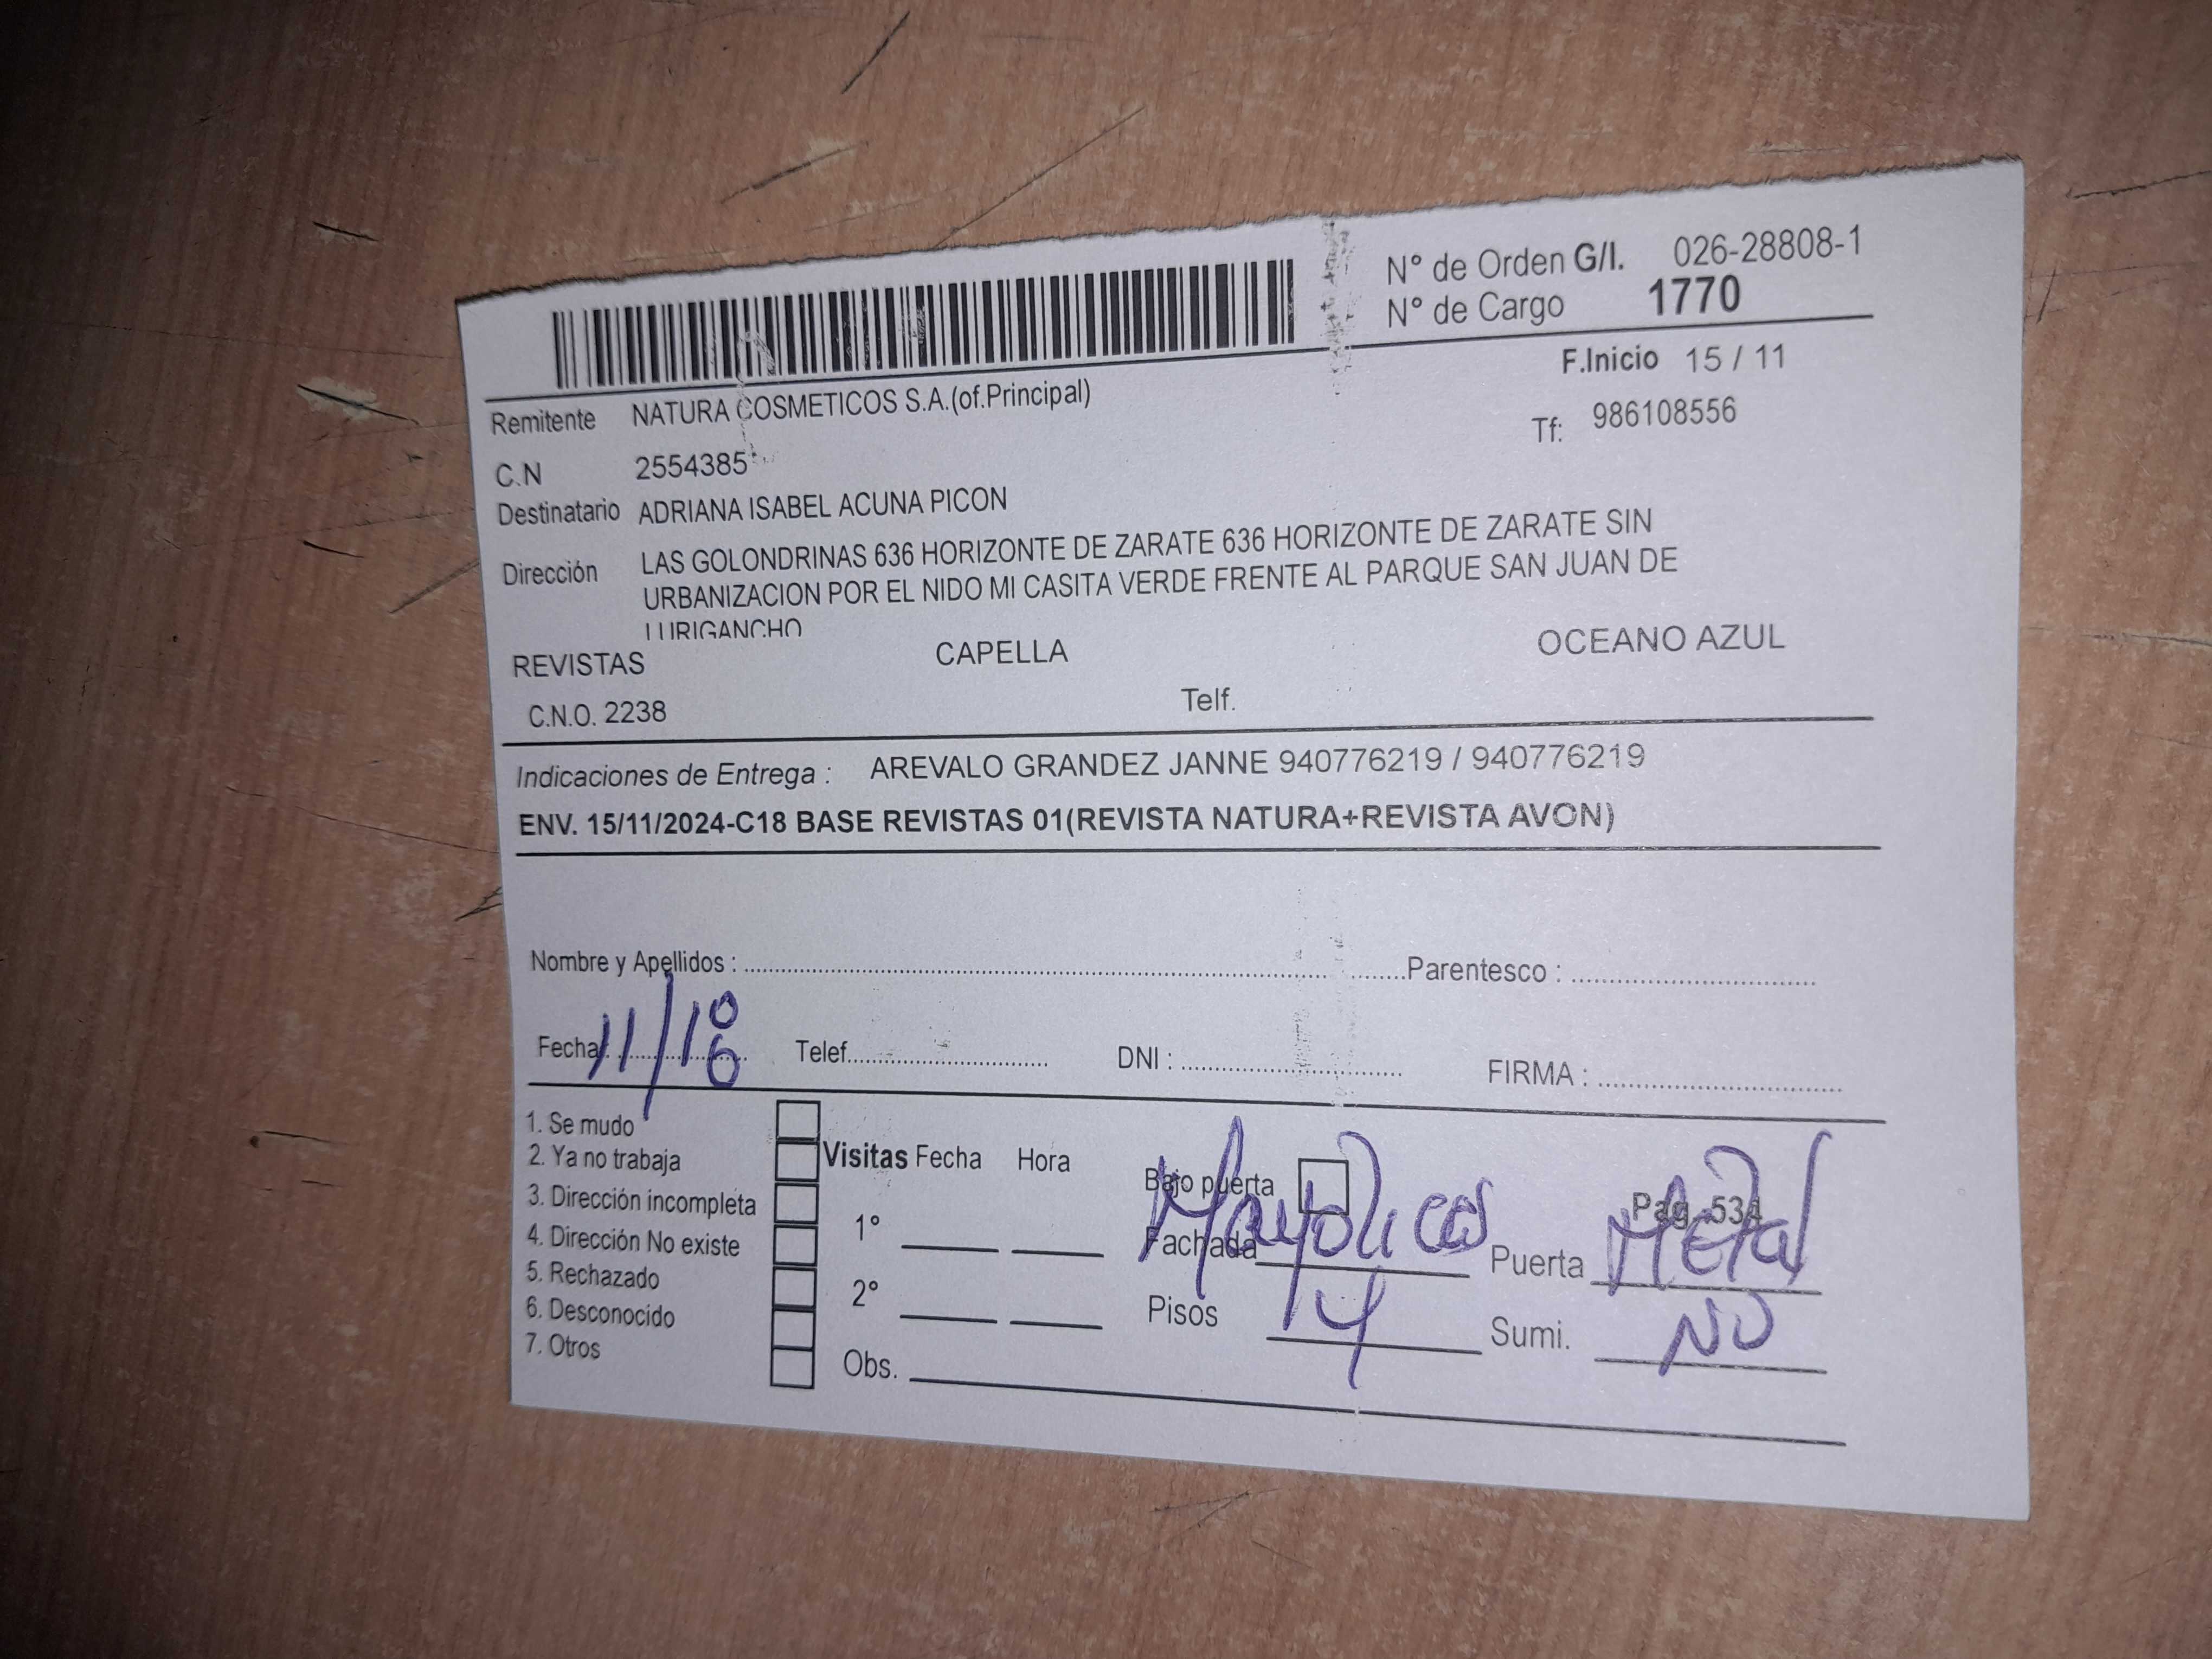 N° de Orden G/I. 026-28808-1
N° de Cargo 1770
F.Inicio 15 / 11
Remitente NATURA COSMETICOS S.A.(of.Principal)
Tf: 986108556
C.N 2554385
Destinatario ADRIANA ISABEL ACUNA PICON
Dirección LAS GOLONDRINAS 636 HORIZONTE DE ZARATE 636 HORIZONTE DE ZARATE SIN
URBANIZACION POR EL NIDO MI CASITA VERDE FRENTE AL PARQUE SAN JUAN DE
LURIGANCHO
REVISTAS CAPELLA OCEANO AZUL
C.N.O. 2238 Telf.
Indicaciones de Entrega : AREVALO GRANDEZ JANNE 940776219 / 940776219
ENV. 15/11/2024-C18 BASE REVISTAS 01(REVISTA NATURA+REVISTA AVON)
Nombre y Apellidos : Parentesco :
Fecha: Telef. DNI : FIRMA :
1. Se mudo
2. Ya no trabaja
3. Dirección incompleta
4. Dirección No existe
5. Rechazado
6. Desconocido
7. Otros
Visitas Fecha Hora
1°
2°
Obs.
Bajo puerta
Fachada Mayolicas Puerta Metal
Pag. 534
Pisos 4 Sumi. NO